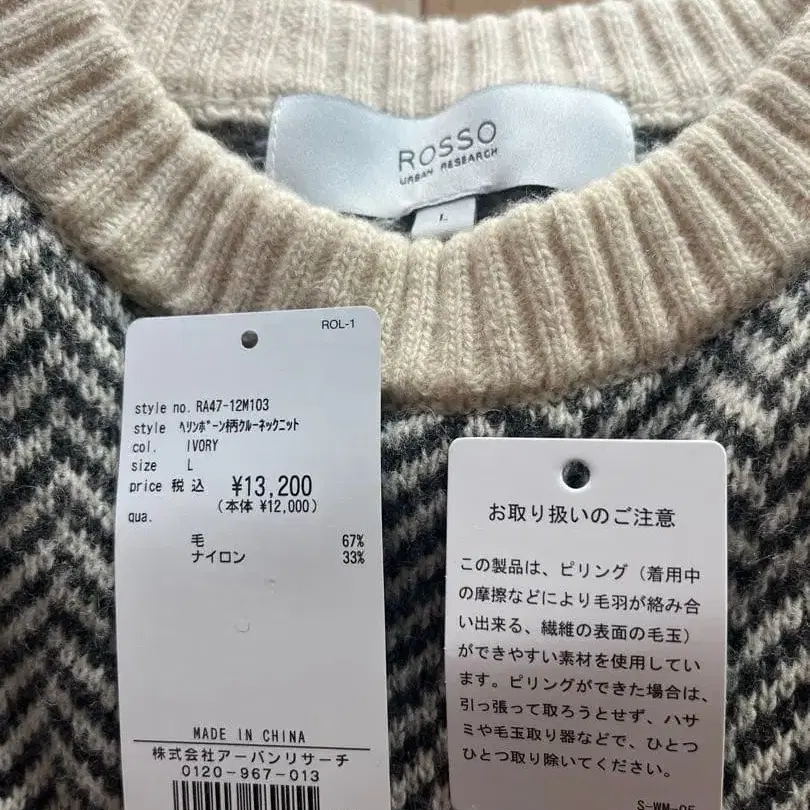 ROSSO
URBAN RESEARCH
L
ROL-1
style no. RA47-12M103
style ﾍﾘﾝﾎﾞｰﾝ柄ｸﾙｰﾈｯｸﾆｯﾄ
col. IVORY
size L
price 税込 ¥13,200
(本体 ¥12,000)
qua.
毛 67%
ナイロン 33%
MADE IN CHINA
株式会社アーバンリサーチ
0120-967-013
お取り扱いのご注意
この製品は、ピリング（着用中
の摩擦などにより毛羽が絡み合
い出来る、繊維の表面の毛玉）
ができやすい素材を使用してい
ます。ピリングができた場合は、
引っ張って取ろうとせず、ハサ
ミや毛玉取り器などで、ひとつ
ひとつ取り除いてください。
S-WM-05